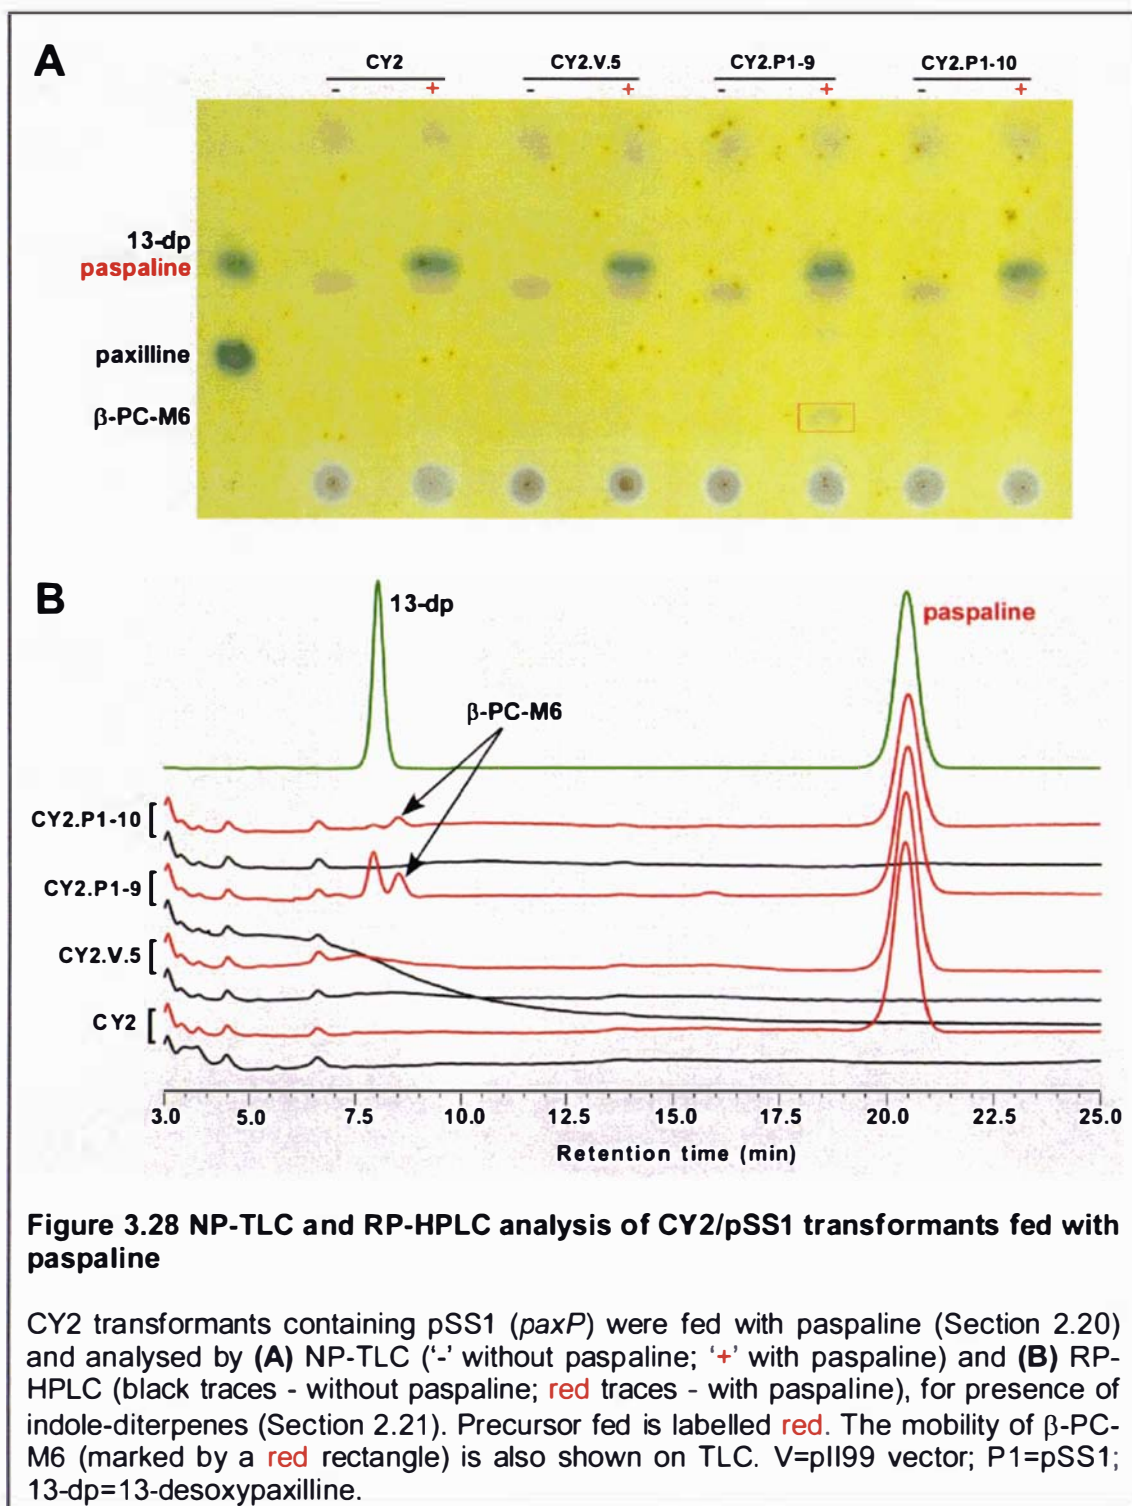 A
CY2 CY2.V.5 CY2.P1-9 CY2.P1-10
- + - + - + - +
13-dp
paspaline
paxilline
β-PC-M6
B
13-dp
paspaline
β-PC-M6
CY2.P1-10
CY2.P1-9
CY2.V.5
CY2
3.0 5.0 7.5 10.0 12.5 15.0 17.5 20.0 22.5 25.0
Retention time (min)
Figure 3.28 NP-TLC and RP-HPLC analysis of CY2/pSS1 transformants fed with
paspaline
CY2 transformants containing pSS1 (paxP) were fed with paspaline (Section 2.20)
and analysed by (A) NP-TLC (‘-’ without paspaline; ‘+’ with paspaline) and (B) RP-
HPLC (black traces - without paspaline; red traces - with paspaline), for presence of
indole-diterpenes (Section 2.21). Precursor fed is labelled red. The mobility of β-PC-
M6 (marked by a red rectangle) is also shown on TLC. V=pII99 vector; P1=pSS1;
13-dp=13-desoxypaxilline.